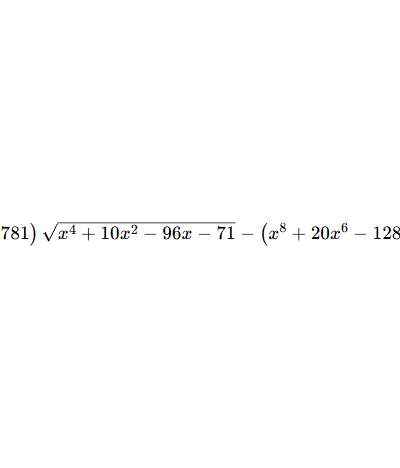 781) √(x⁴ + 10x² − 96x − 71) − (x⁸ + 20x⁶ − 128